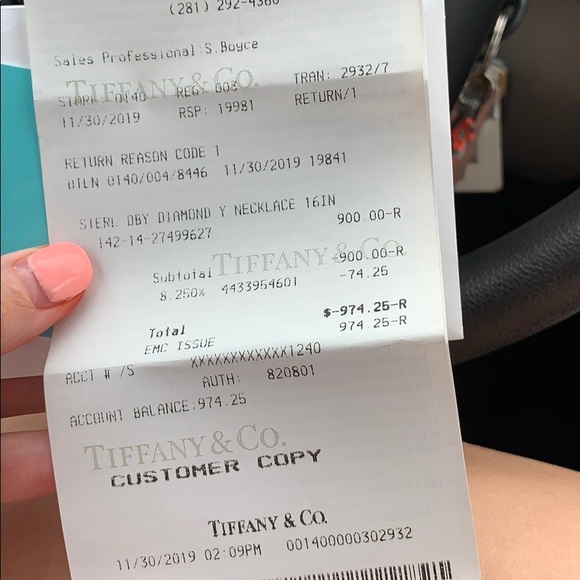 (281) 292-4360
Sales Professional:S.Boyce
TIFFANY & CO.
0140 REG: 003 TRAN: 2932/7
11/30/2019 RSP: 19981 RETURN/1
RETURN REASON CODE 1
0140/004/8446 11/30/2019 19841
STERL DBY DIAMOND Y NECKLACE 16IN
142-14-27499627 900.00-R
TIFFANY & CO.
Subtotal -900.00-R
8.250% 4433954601 -74.25
Total $-974.25-R
EMC ISSUE 974.25-R
ACCT # /S XXXXXXXXXXXX1240
AUTH: 820801
ACCOUNT BALANCE:974.25
TIFFANY & CO.
CUSTOMER COPY
TIFFANY & CO.
11/30/2019 02:09PM 001400000302932